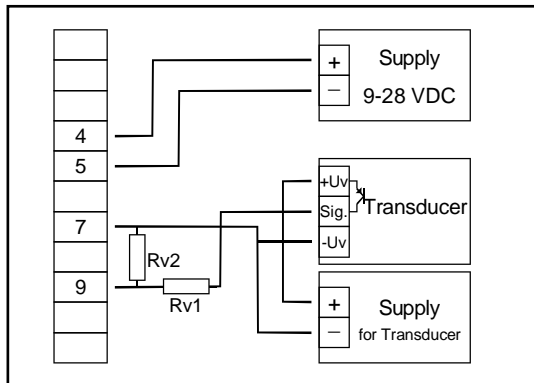 4
5
7
9
Rv2
Rv1
+
−
Supply
9-28 VDC
+Uv
Sig.
-Uv
Transducer
+
−
Supply
for Transducer